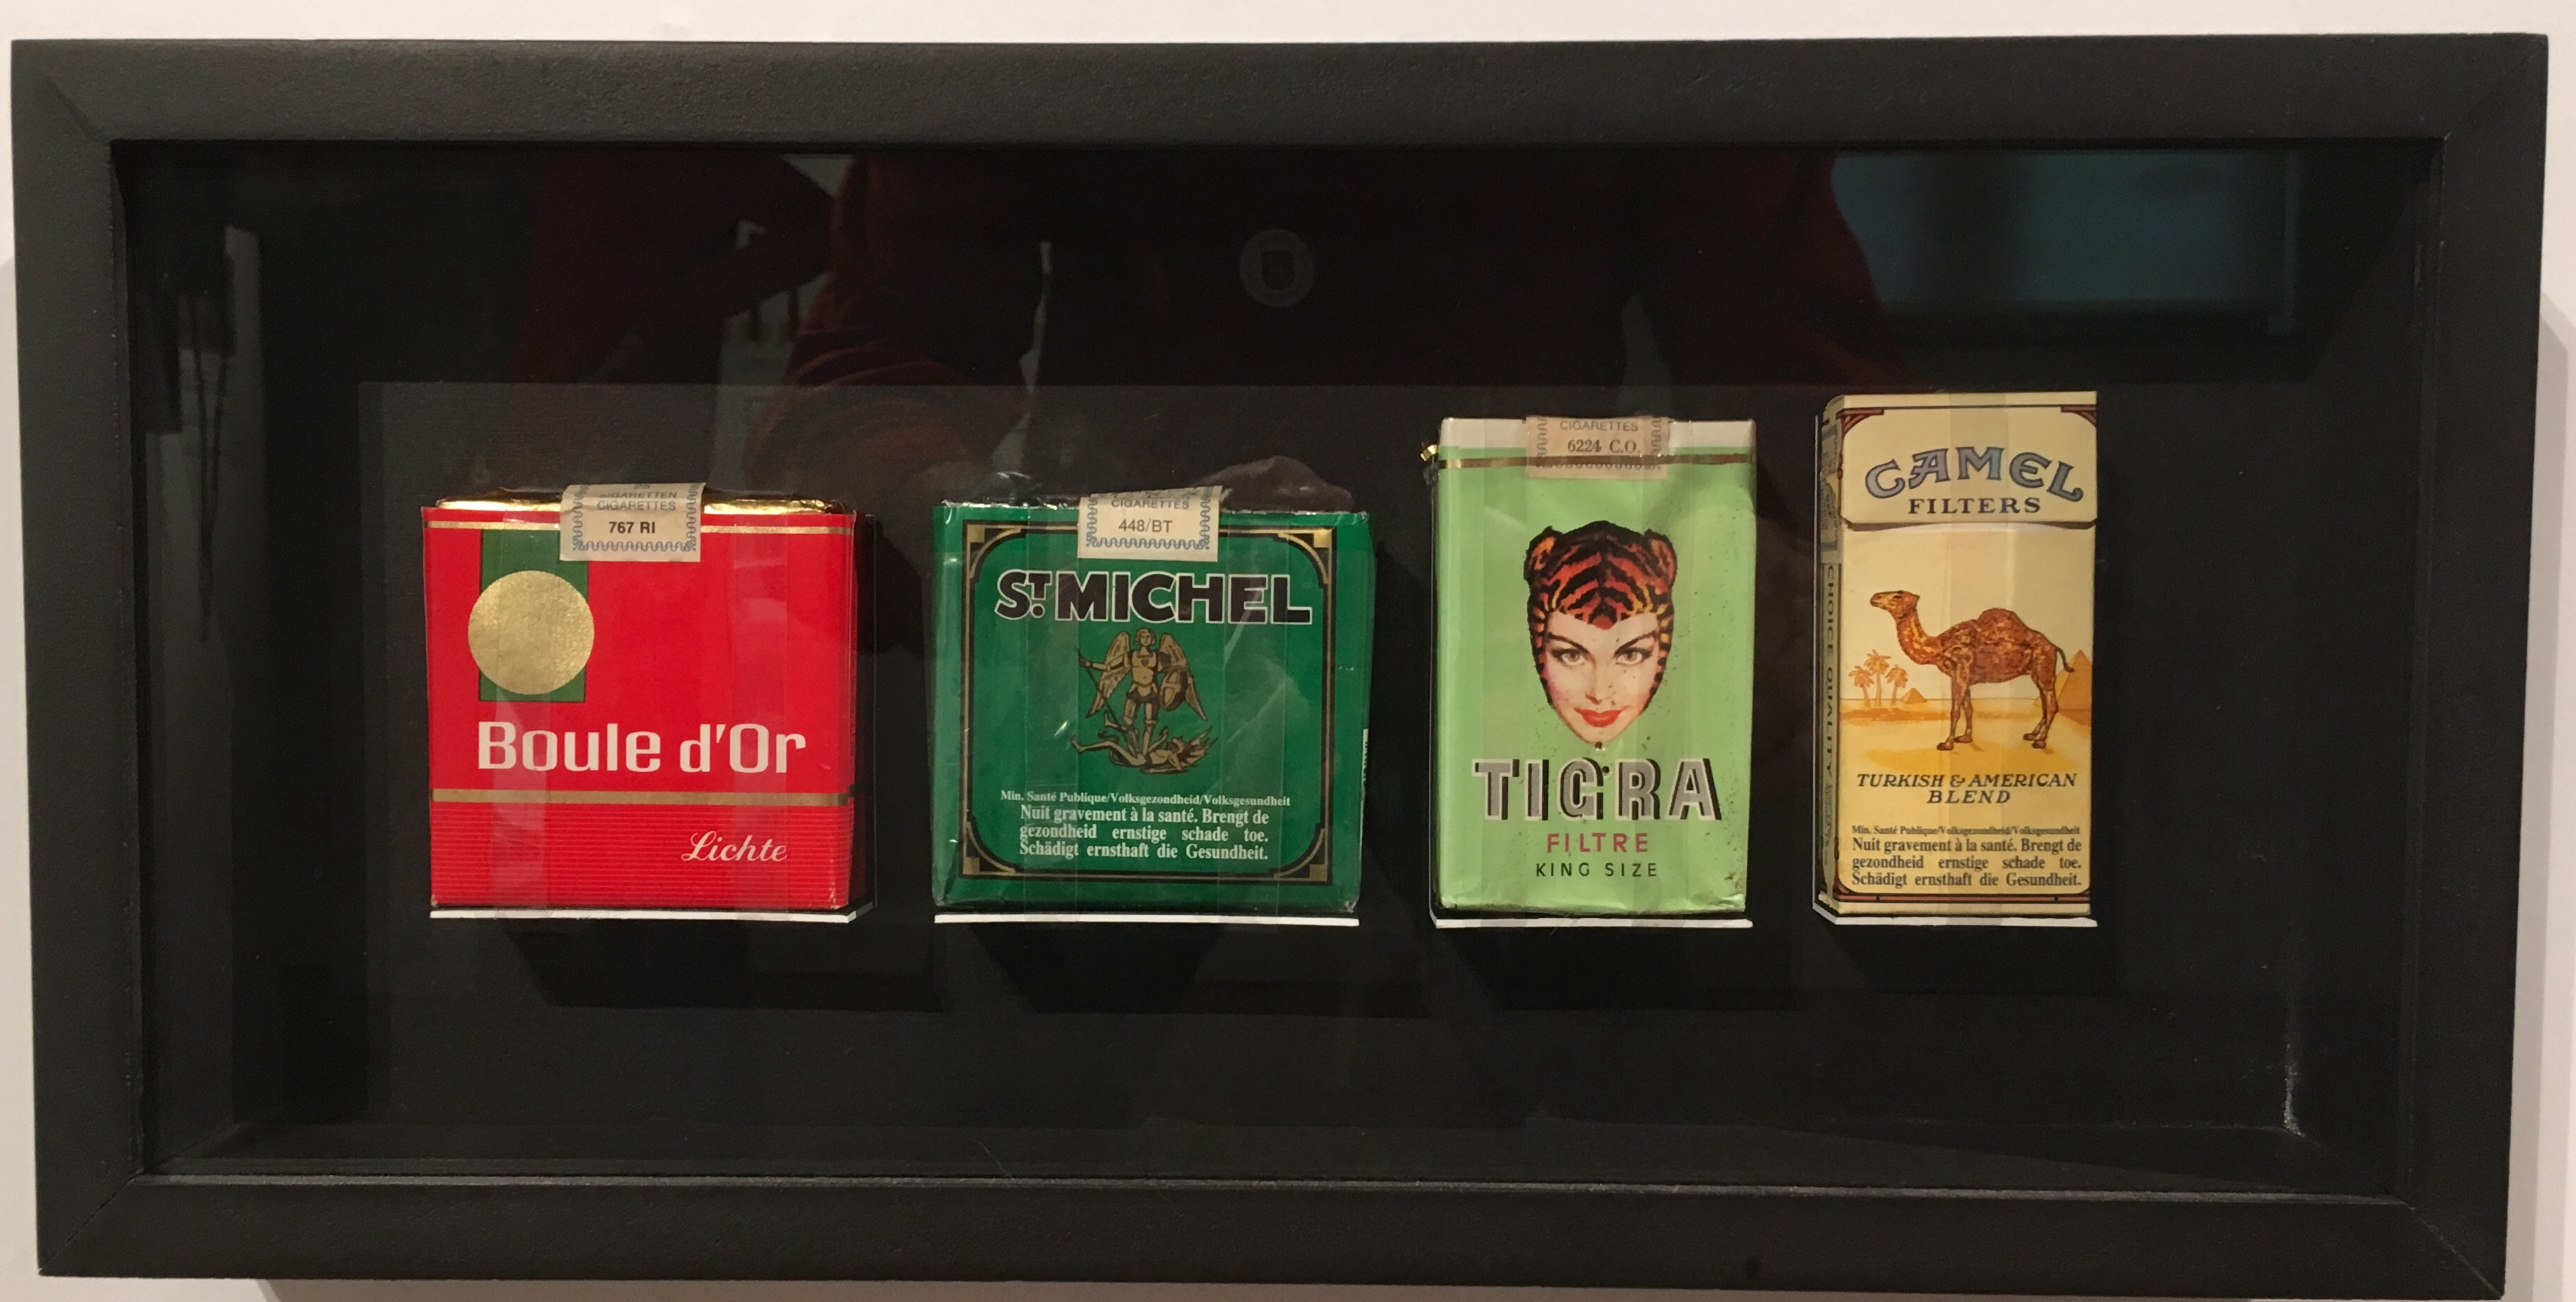 25
CIGARETTEN
CIGARETTES
767 RI
Boule d'Or
Lichte
CIGARETTES
448/BT
ST. MICHEL
Min. Santé Publique/Volksgezondheid/Volksgesundheit
Nuit gravement à la santé. Brengt de
gezondheid ernstige schade toe.
Schädigt ernsthaft die Gesundheit.
CIGARETTES
6224 C.O.
TIGRA
FILTRE
KING SIZE
CAMEL
FILTERS
CHOICE QUALITY
TURKISH & AMERICAN
BLEND
Min. Santé Publique/Volksgezondheid/Volksgesundheit
Nuit gravement à la santé. Brengt de
gezondheid ernstige schade toe.
Schädigt ernsthaft die Gesundheit.